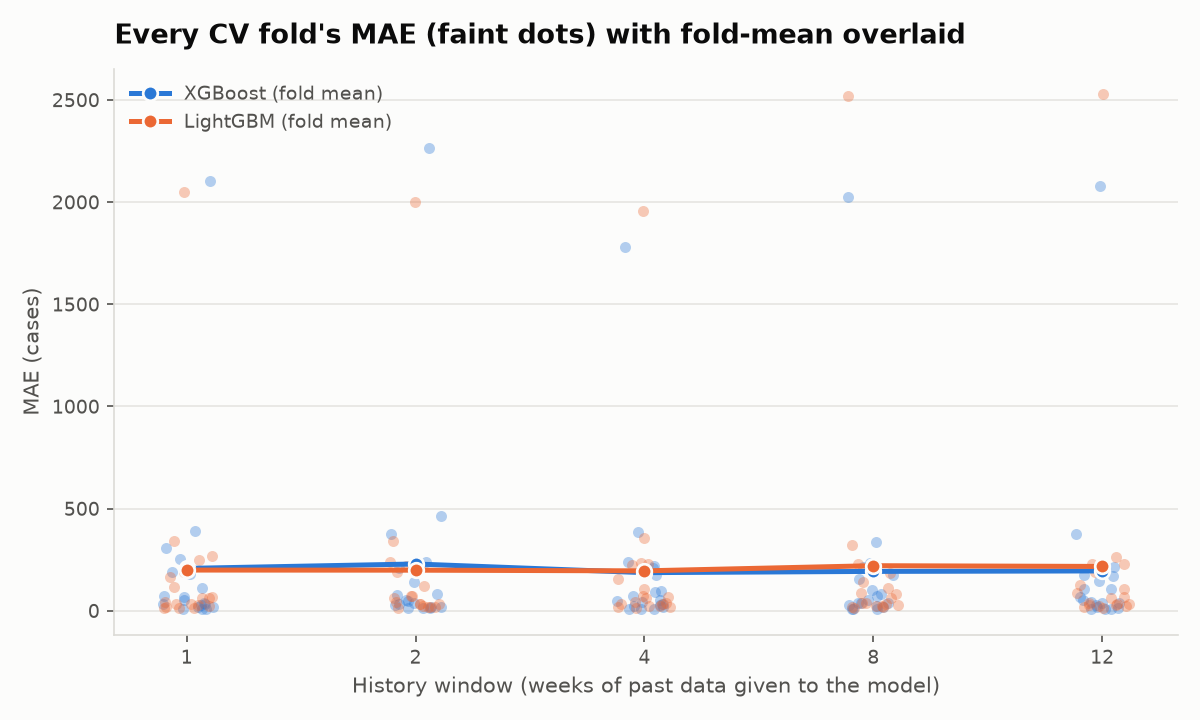 Every CV fold's MAE (faint dots) with fold-mean overlaid
XGBoost (fold mean)
LightGBM (fold mean)
2500
2000
1500
1000
500
0
MAE (cases)
1 2 4 8 12
History window (weeks of past data given to the model)